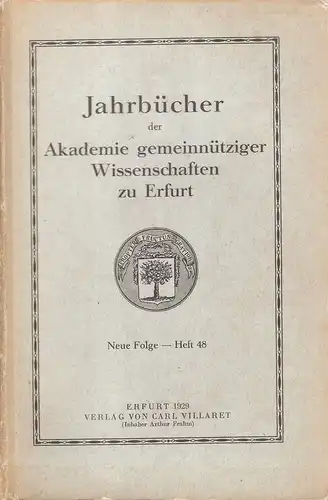 Jahrbücher
der
Akademie gemeinnütziger
Wissenschaften
zu Erfurt
Neue Folge — Heft 48
ERFURT 1929
VERLAG VON CARL VILLARET
(Inhaber Arthur Frahm)